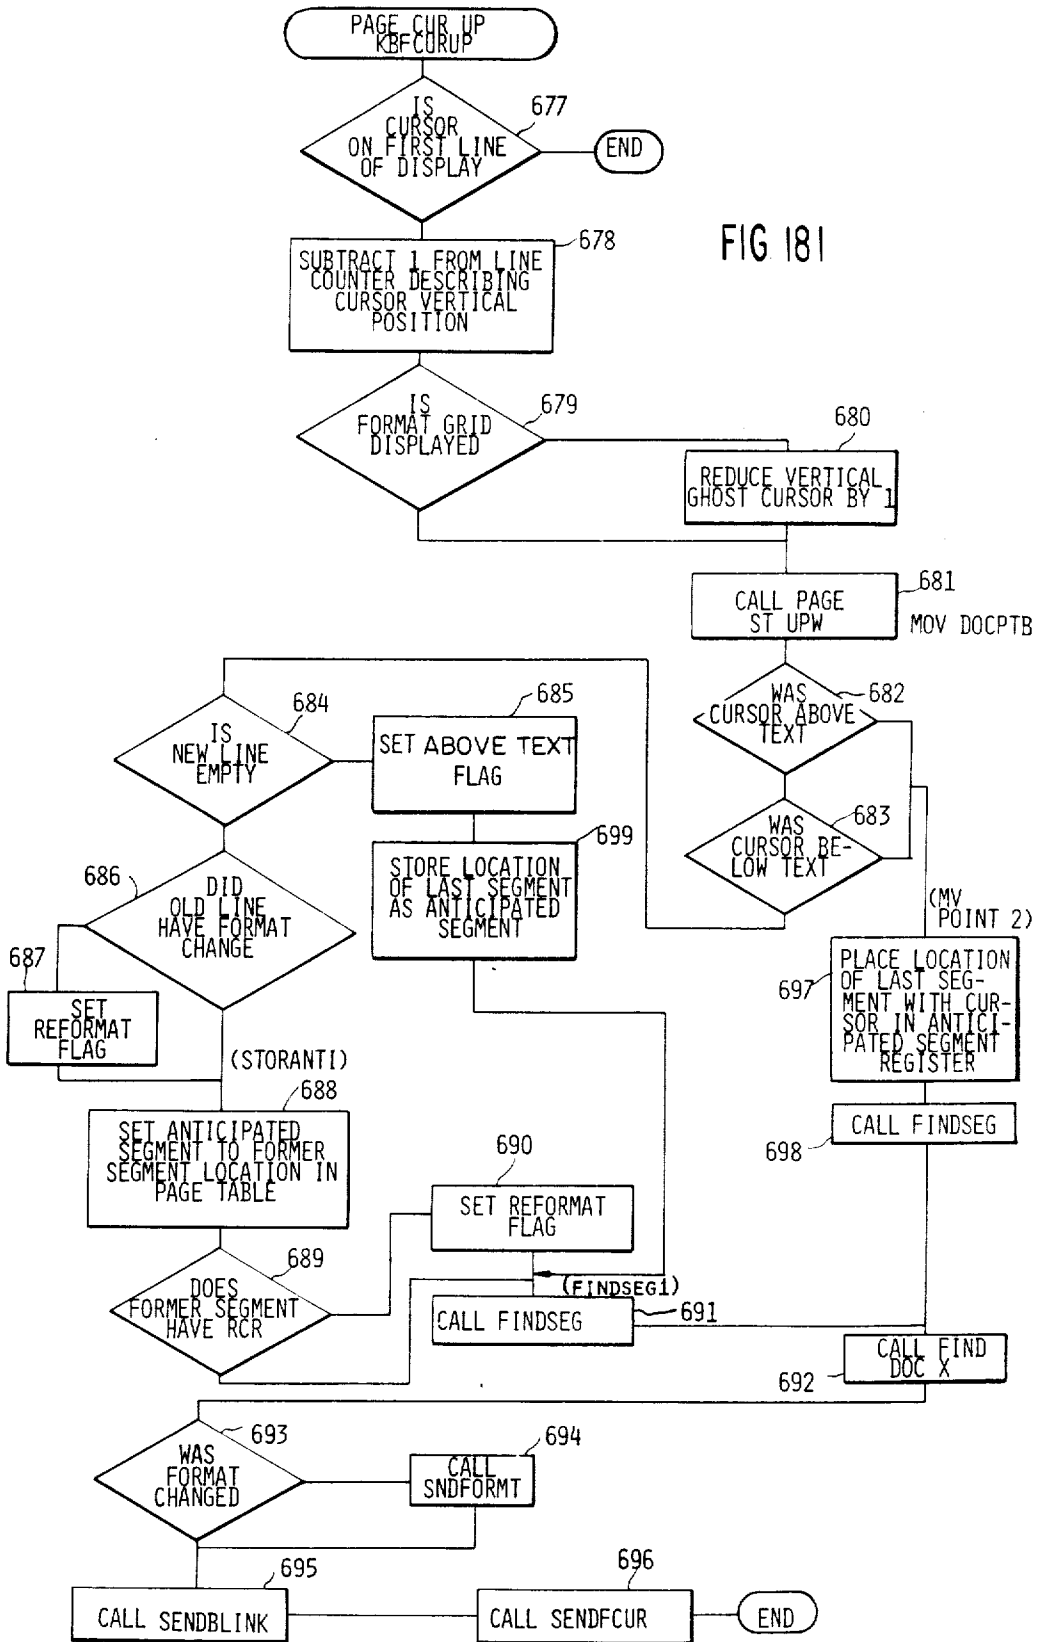 PAGE CUR UP
KBFCURUP
IS
CURSOR
ON FIRST LINE
OF DISPLAY
677
END
FIG 181
678
SUBTRACT 1 FROM LINE
COUNTER DESCRIBING
CURSOR VERTICAL
POSITION
IS
FORMAT GRID
DISPLAYED
679
680
REDUCE VERTICAL
GHOST CURSOR BY 1
681
CALL PAGE
ST UPW
MOV DOCPTB
682
WAS
CURSOR ABOVE
TEXT
683
WAS
CURSOR BE-
LOW TEXT
684
IS
NEW LINE
EMPTY
685
SET ABOVE TEXT
FLAG
699
STORE LOCATION
OF LAST SEGMENT
AS ANTICIPATED
SEGMENT
686
DID
OLD LINE
HAVE FORMAT
CHANGE
687
SET
REFORMAT
FLAG
(MV
POINT 2)
697
PLACE LOCATION
OF LAST SEG-
MENT WITH CUR-
SOR IN ANTICI-
PATED SEGMENT
REGISTER
(STORANTI)
688
SET ANTICIPATED
SEGMENT TO FORMER
SEGMENT LOCATION IN
PAGE TABLE
CALL FINDSEG
698
690
SET REFORMAT
FLAG
689
DOES
FORMER SEGMENT
HAVE RCR
(FINDSEG1)
CALL FINDSEG
691
CALL FIND
DOC X
692
693
WAS
FORMAT
CHANGED
694
CALL
SNDFORMT
695
CALL SENDBLINK
696
CALL SENDFCUR
END